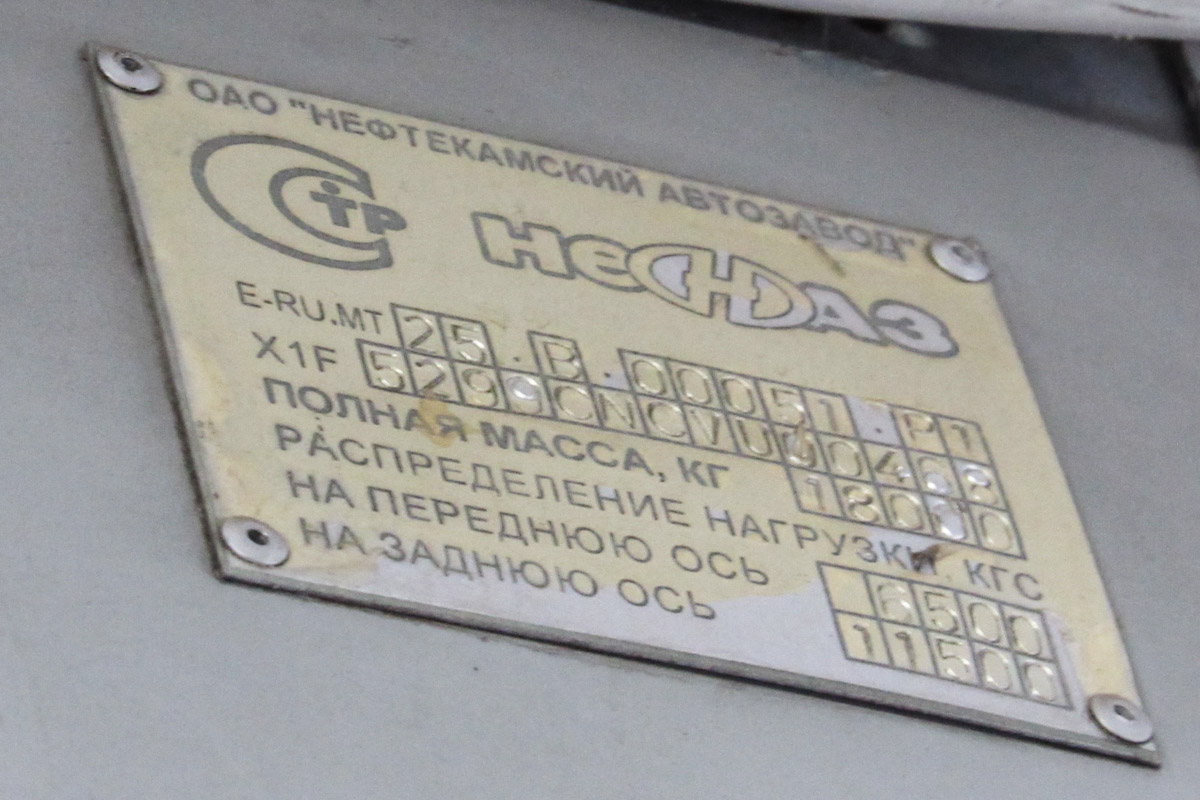 ОАО "НЕФТЕКАМСКИЙ АВТОЗАВОД"
СТР НеФАЗ
E-RU.MT 25.B.00051.P1
X1F
ПОЛНАЯ МАССА, КГ 18000
РАСПРЕДЕЛЕНИЕ НАГРУЗКИ, КГС
НА ПЕРЕДНЮЮ ОСЬ 6500
НА ЗАДНЮЮ ОСЬ 11500